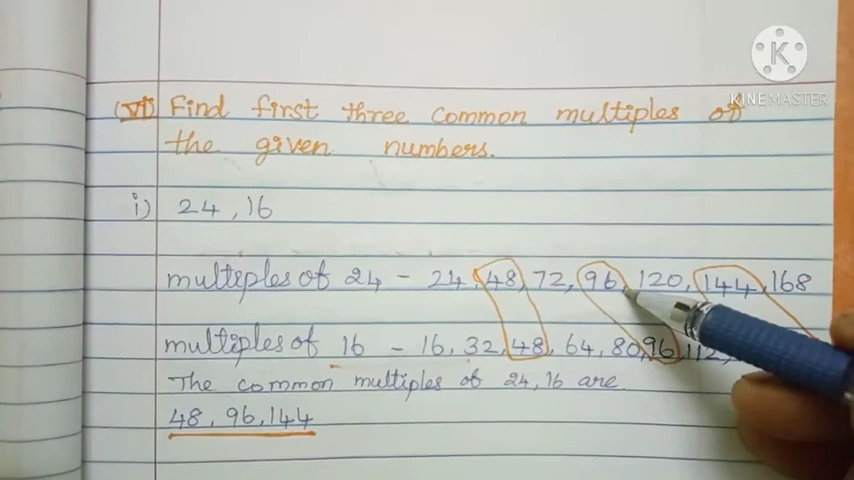 KINEMASTER
(VI) Find first three common multiples of
the given numbers.
i) 24, 16
multiples of 24 - 24, 48, 72, 96, 120, 144, 168
multiples of 16 - 16, 32, 48, 64, 80, 96, 112,
The common multiples of 24, 16 are
48, 96, 144